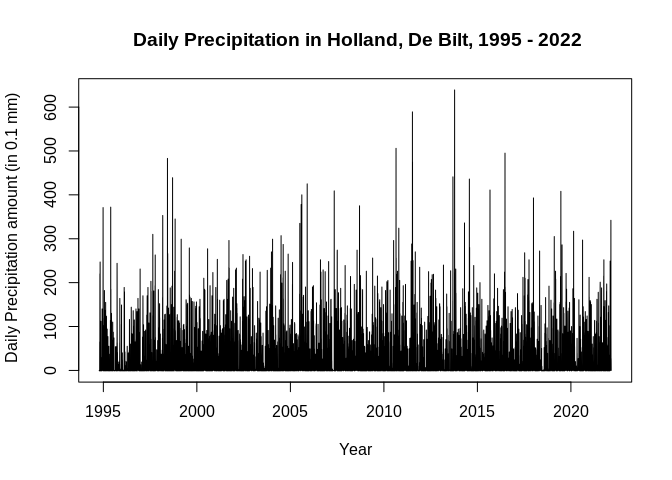 Daily Precipitation in Holland, De Bilt, 1995 - 2022
Daily Precipitation amount (in 0.1 mm)
600
500
400
300
200
100
0
1995 2000 2005 2010 2015 2020
Year